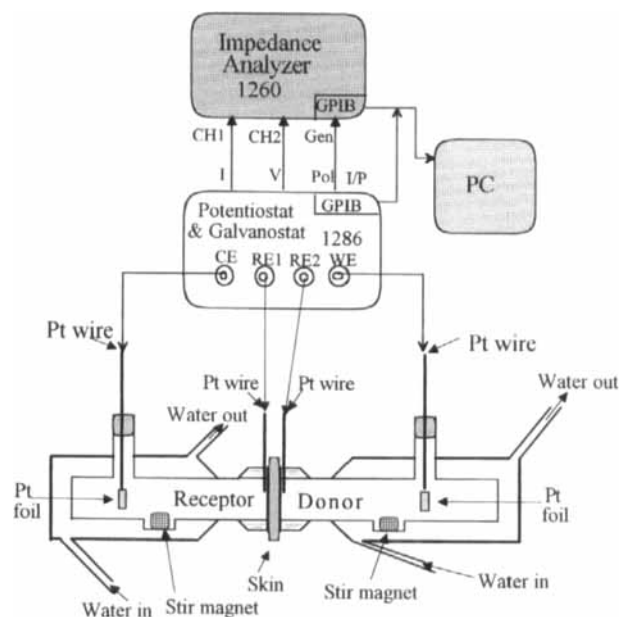 Impedance
Analyzer
1260
GPIB
CH1
CH2
Gen
I
V
Pol
I/P
PC
GPIB
Potentiostat
& Galvanostat
1286
CE
RE1
RE2
WE
Pt wire
Pt wire
Pt wire
Pt wire
Water out
Water out
Pt
foil
Receptor
Donor
Pt
foil
Water in
Stir magnet
Skin
Stir magnet
Water in